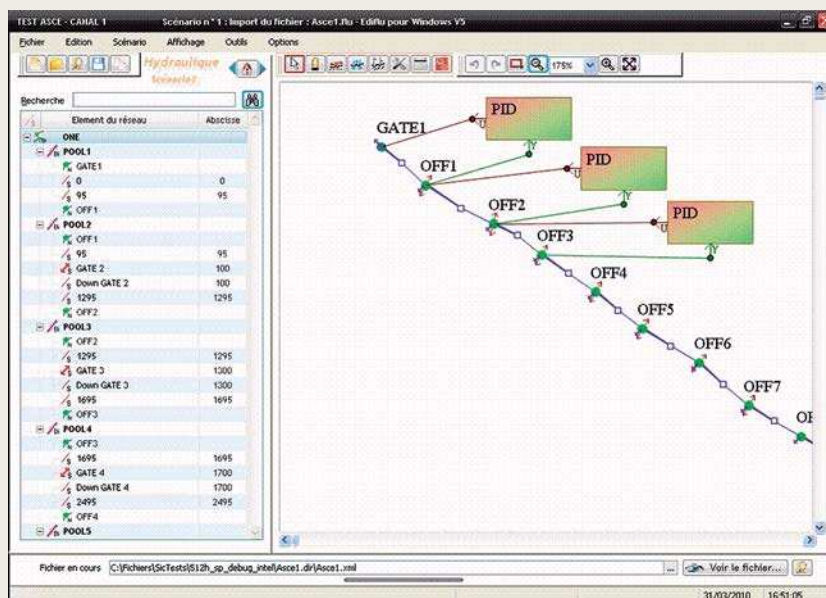 TEST ASCE - CANAL 1 Scénario n° 1 : Import du fichier : Asce1.flu - Ediflu pour Windows V5
Fichier Edition Scénario Affichage Outils Options
Hydraulique
Scénario1
175%
Recherche
Element du réseau Abscisse
ONE
POOL1
GATE1
0 0
95 95
OFF1
POOL2
OFF1
95 95
GATE 2 100
Down GATE 2 100
1295 1295
OFF2
POOL3
OFF2
1295 1295
GATE 3 1300
Down GATE 3 1300
1695 1695
OFF3
POOL4
OFF3
1695 1695
GATE 4 1700
Down GATE 4 1700
2495 2495
OFF4
POOL5
PID
U
Y
GATE1
OFF1
PID
U
Y
OFF2
PID
U
Y
OFF3
OFF4
OFF5
OFF6
OFF7
Fichier en cours C:\Fichiers\SicTests\S12h_sp_debug_intel\Asce1.dir\Asce1.xml ... Voir le fichier...
31/03/2010 16:51:05